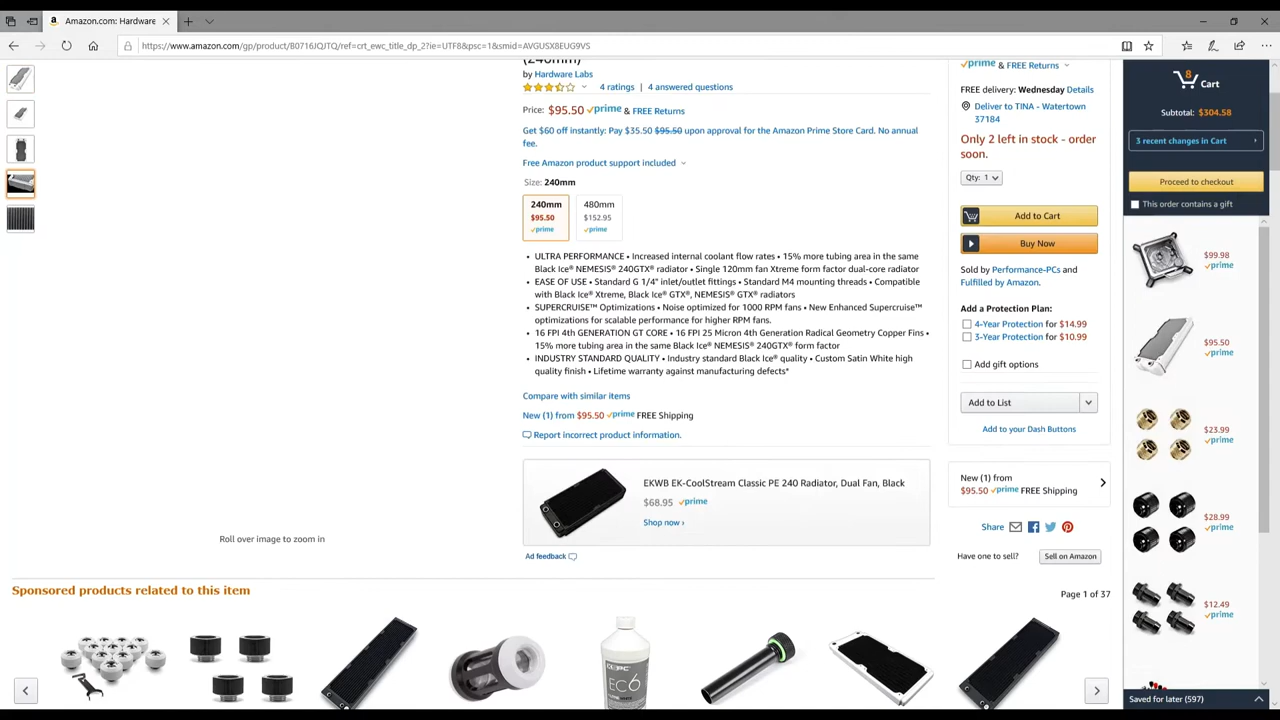 Amazon.com: Hardware
https://www.amazon.com/gp/product/B0716JQJTQ/ref=crt_ewc_title_dp_2?ie=UTF8&psc=1&smid=AVGUSX8EUG9VS
(240mm)
by Hardware Labs
4 ratings | 4 answered questions
Price: $95.50 prime & FREE Returns
Get $60 off instantly: Pay $35.50 $95.50 upon approval for the Amazon Prime Store Card. No annual
fee.
Free Amazon product support included
Size: 240mm
240mm
$95.50
prime
480mm
$152.95
prime
• ULTRA PERFORMANCE • Increased internal coolant flow rates • 15% more tubing area in the same
Black Ice® NEMESIS® 240GTX® radiator • Single 120mm fan Xtreme form factor dual-core radiator
• EASE OF USE • Standard G 1/4" inlet/outlet fittings • Standard M4 mounting threads • Compatible
with Black Ice® Xtreme, Black Ice® GTX®, NEMESIS® GTX® radiators
• SUPERCRUISE™ Optimizations • Noise optimized for 1000 RPM fans • New Enhanced Supercruise™
optimizations for scalable performance for higher RPM fans.
• 16 FPI 4th GENERATION GT CORE • 16 FPI 25 Micron 4th Generation Radical Geometry Copper Fins •
15% more tubing area in the same Black Ice® NEMESIS® 240GTX® form factor
• INDUSTRY STANDARD QUALITY • Industry standard Black Ice® quality • Custom Satin White high
quality finish • Lifetime warranty against manufacturing defects*
Compare with similar items
New (1) from $95.50 prime FREE Shipping
Report incorrect product information.
EKWB EK-CoolStream Classic PE 240 Radiator, Dual Fan, Black
$68.95 prime
Shop now ›
Ad feedback
Roll over image to zoom in
prime & FREE Returns
FREE delivery: Wednesday Details
Deliver to TINA - Watertown
37184
Only 2 left in stock - order
soon.
Qty: 1
Add to Cart
Buy Now
Sold by Performance-PCs and
Fulfilled by Amazon.
Add a Protection Plan:
4-Year Protection for $14.99
3-Year Protection for $10.99
Add gift options
Add to List
Add to your Dash Buttons
New (1) from
$95.50 prime FREE Shipping
Share
Have one to sell?
Sell on Amazon
8
Cart
Subtotal: $304.58
3 recent changes in Cart
Proceed to checkout
This order contains a gift
$99.98
prime
$95.50
prime
$23.99
prime
$28.99
prime
$12.49
prime
Saved for later (597)
Sponsored products related to this item
Page 1 of 37
EC6